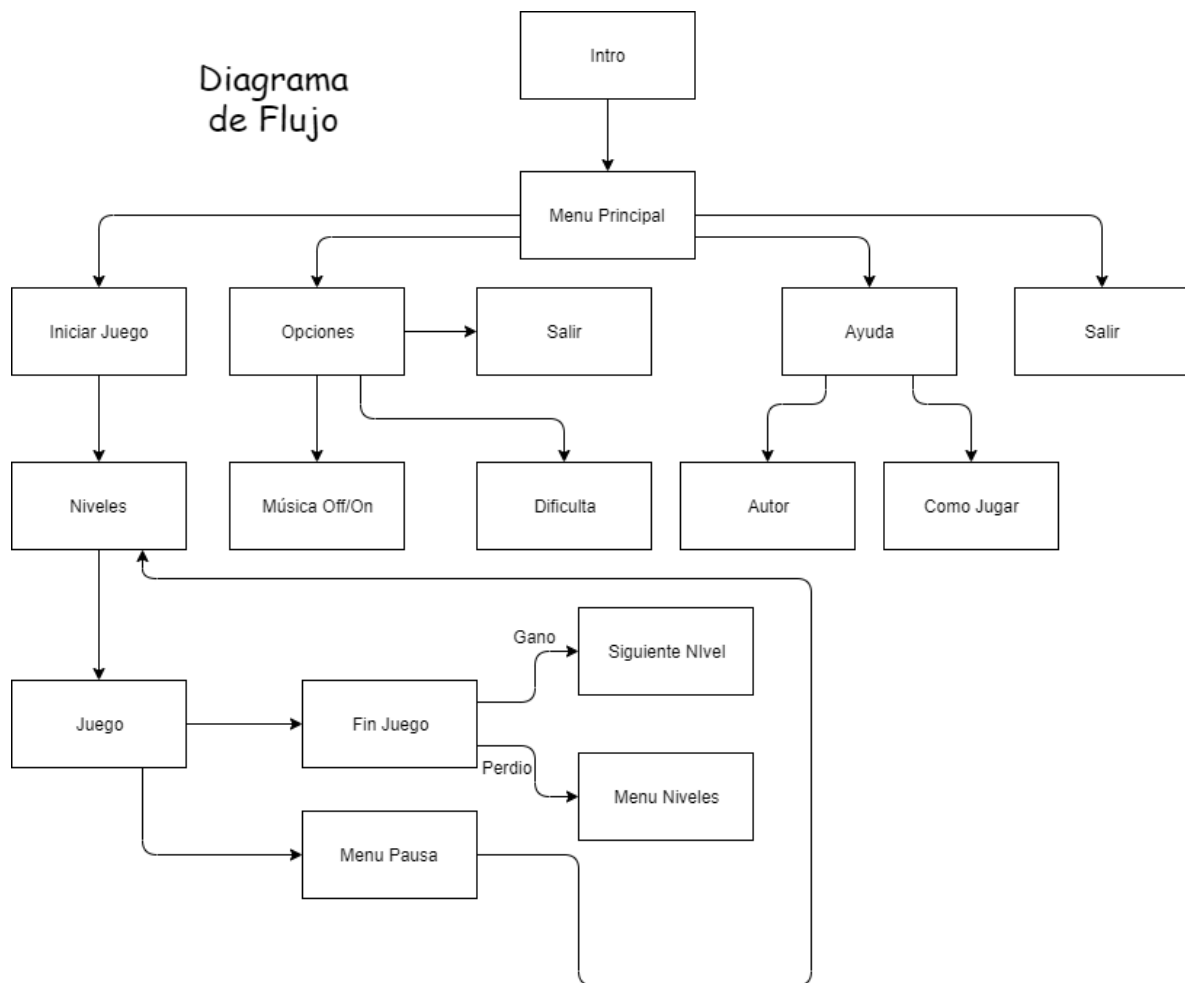 Intro
Diagrama
de Flujo
Menu Principal
Iniciar Juego
Opciones
Salir
Ayuda
Salir
Niveles
Música Off/On
Dificulta
Autor
Como Jugar
Gano
Siguiente NIvel
Juego
Fin Juego
Perdio
Menu Niveles
Menu Pausa